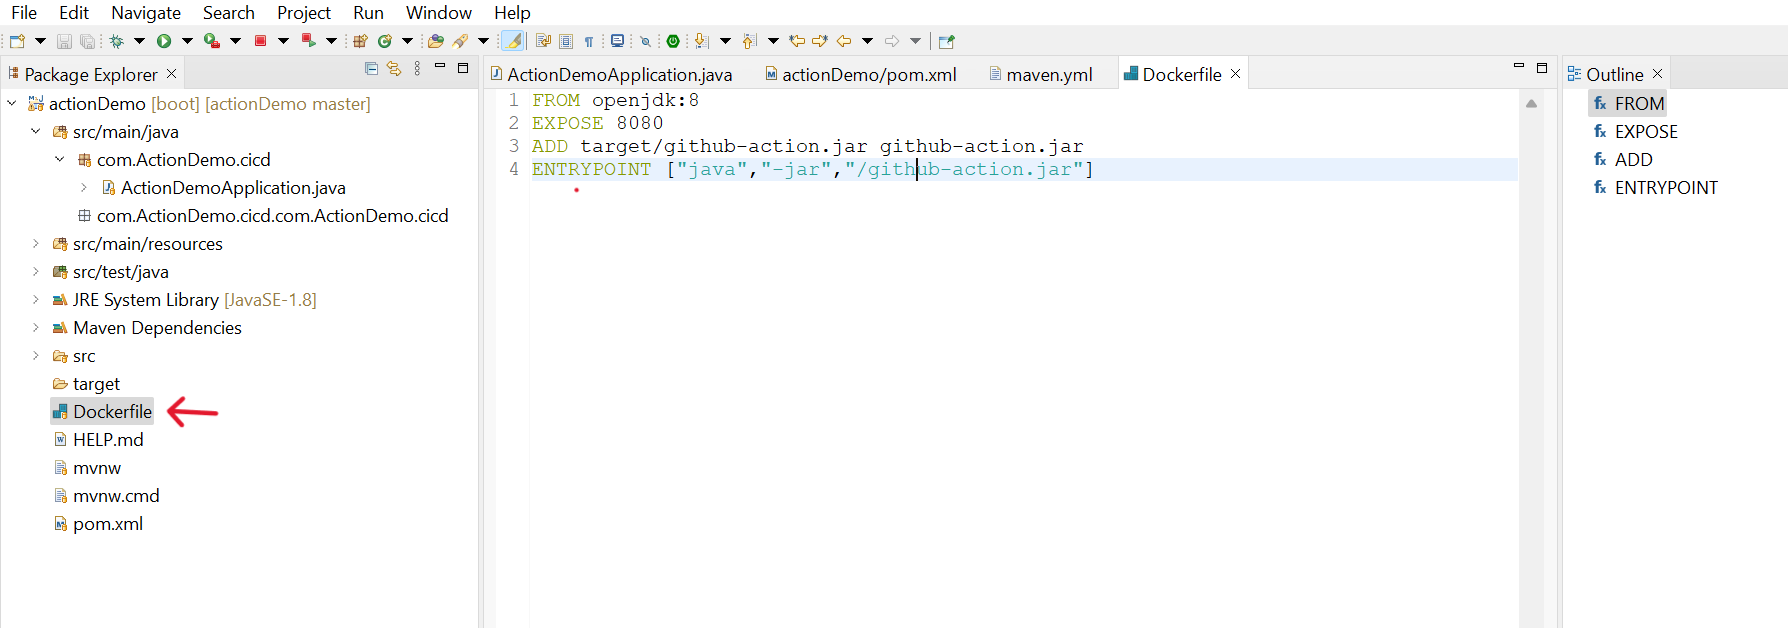 File Edit Navigate Search Project Run Window Help
Package Explorer
actionDemo [boot] [actionDemo master]
src/main/java
com.ActionDemo.cicd
ActionDemoApplication.java
com.ActionDemo.cicd.com.ActionDemo.cicd
src/main/resources
src/test/java
JRE System Library [JavaSE-1.8]
Maven Dependencies
src
target
Dockerfile
HELP.md
mvnw
mvnw.cmd
pom.xml
ActionDemoApplication.java actionDemo/pom.xml maven.yml Dockerfile
1 FROM openjdk:8
2 EXPOSE 8080
3 ADD target/github-action.jar github-action.jar
4 ENTRYPOINT ["java","-jar","/github-action.jar"]
Outline
FROM
EXPOSE
ADD
ENTRYPOINT